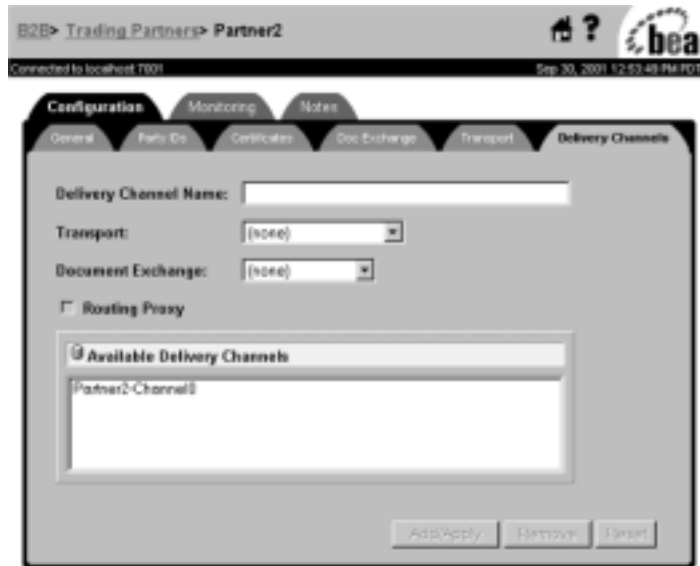 B2B> Trading Partners> Partner2
bea
Connected to localhost:7001
Sep 30, 2001 12:53:49 PM PDT
Configuration Monitoring Notes
General Party IDs Certificates Doc Exchange Transport Delivery Channels
Delivery Channel Name:
Transport: (none)
Document Exchange: (none)
Routing Proxy
Available Delivery Channels
Partner2-Channel0
Add/Apply Remove Reset